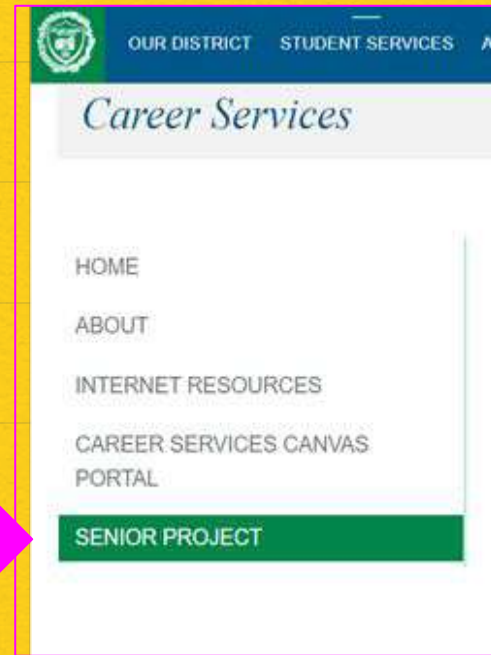 OUR DISTRICT STUDENT SERVICES A
Career Services
HOME
ABOUT
INTERNET RESOURCES
CAREER SERVICES CANVAS
PORTAL
SENIOR PROJECT